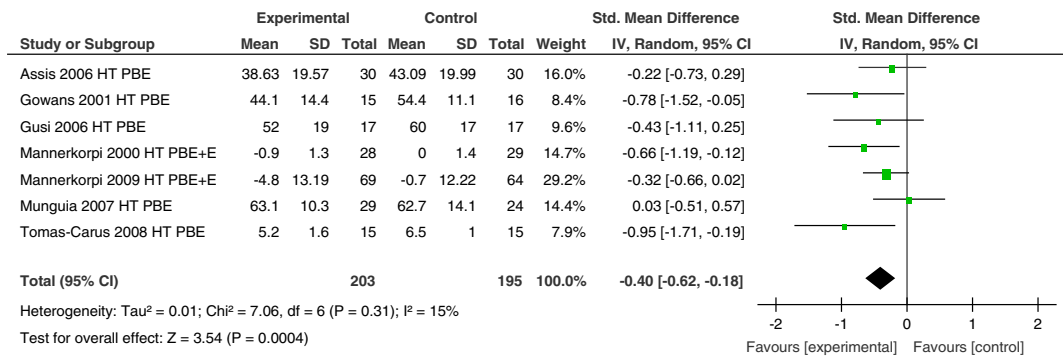 Experimental Control Std. Mean Difference Std. Mean Difference
Study or Subgroup Mean SD Total Mean SD Total Weight IV, Random, 95% CI IV, Random, 95% CI
Assis 2006 HT PBE 38.63 19.57 30 43.09 19.99 30 16.0% -0.22 [-0.73, 0.29]
Gowans 2001 HT PBE 44.1 14.4 15 54.4 11.1 16 8.4% -0.78 [-1.52, -0.05]
Gusi 2006 HT PBE 52 19 17 60 17 17 9.6% -0.43 [-1.11, 0.25]
Mannerkorpi 2000 HT PBE+E -0.9 1.3 28 0 1.4 29 14.7% -0.66 [-1.19, -0.12]
Mannerkorpi 2009 HT PBE+E -4.8 13.19 69 -0.7 12.22 64 29.2% -0.32 [-0.66, 0.02]
Munguia 2007 HT PBE 63.1 10.3 29 62.7 14.1 24 14.4% 0.03 [-0.51, 0.57]
Tomas-Carus 2008 HT PBE 5.2 1.6 15 6.5 1 15 7.9% -0.95 [-1.71, -0.19]
Total (95% CI) 203 195 100.0% -0.40 [-0.62, -0.18]
Heterogeneity: Tau² = 0.01; Chi² = 7.06, df = 6 (P = 0.31); I² = 15%
Test for overall effect: Z = 3.54 (P = 0.0004)
-2 -1 0 1 2
Favours [experimental] Favours [control]